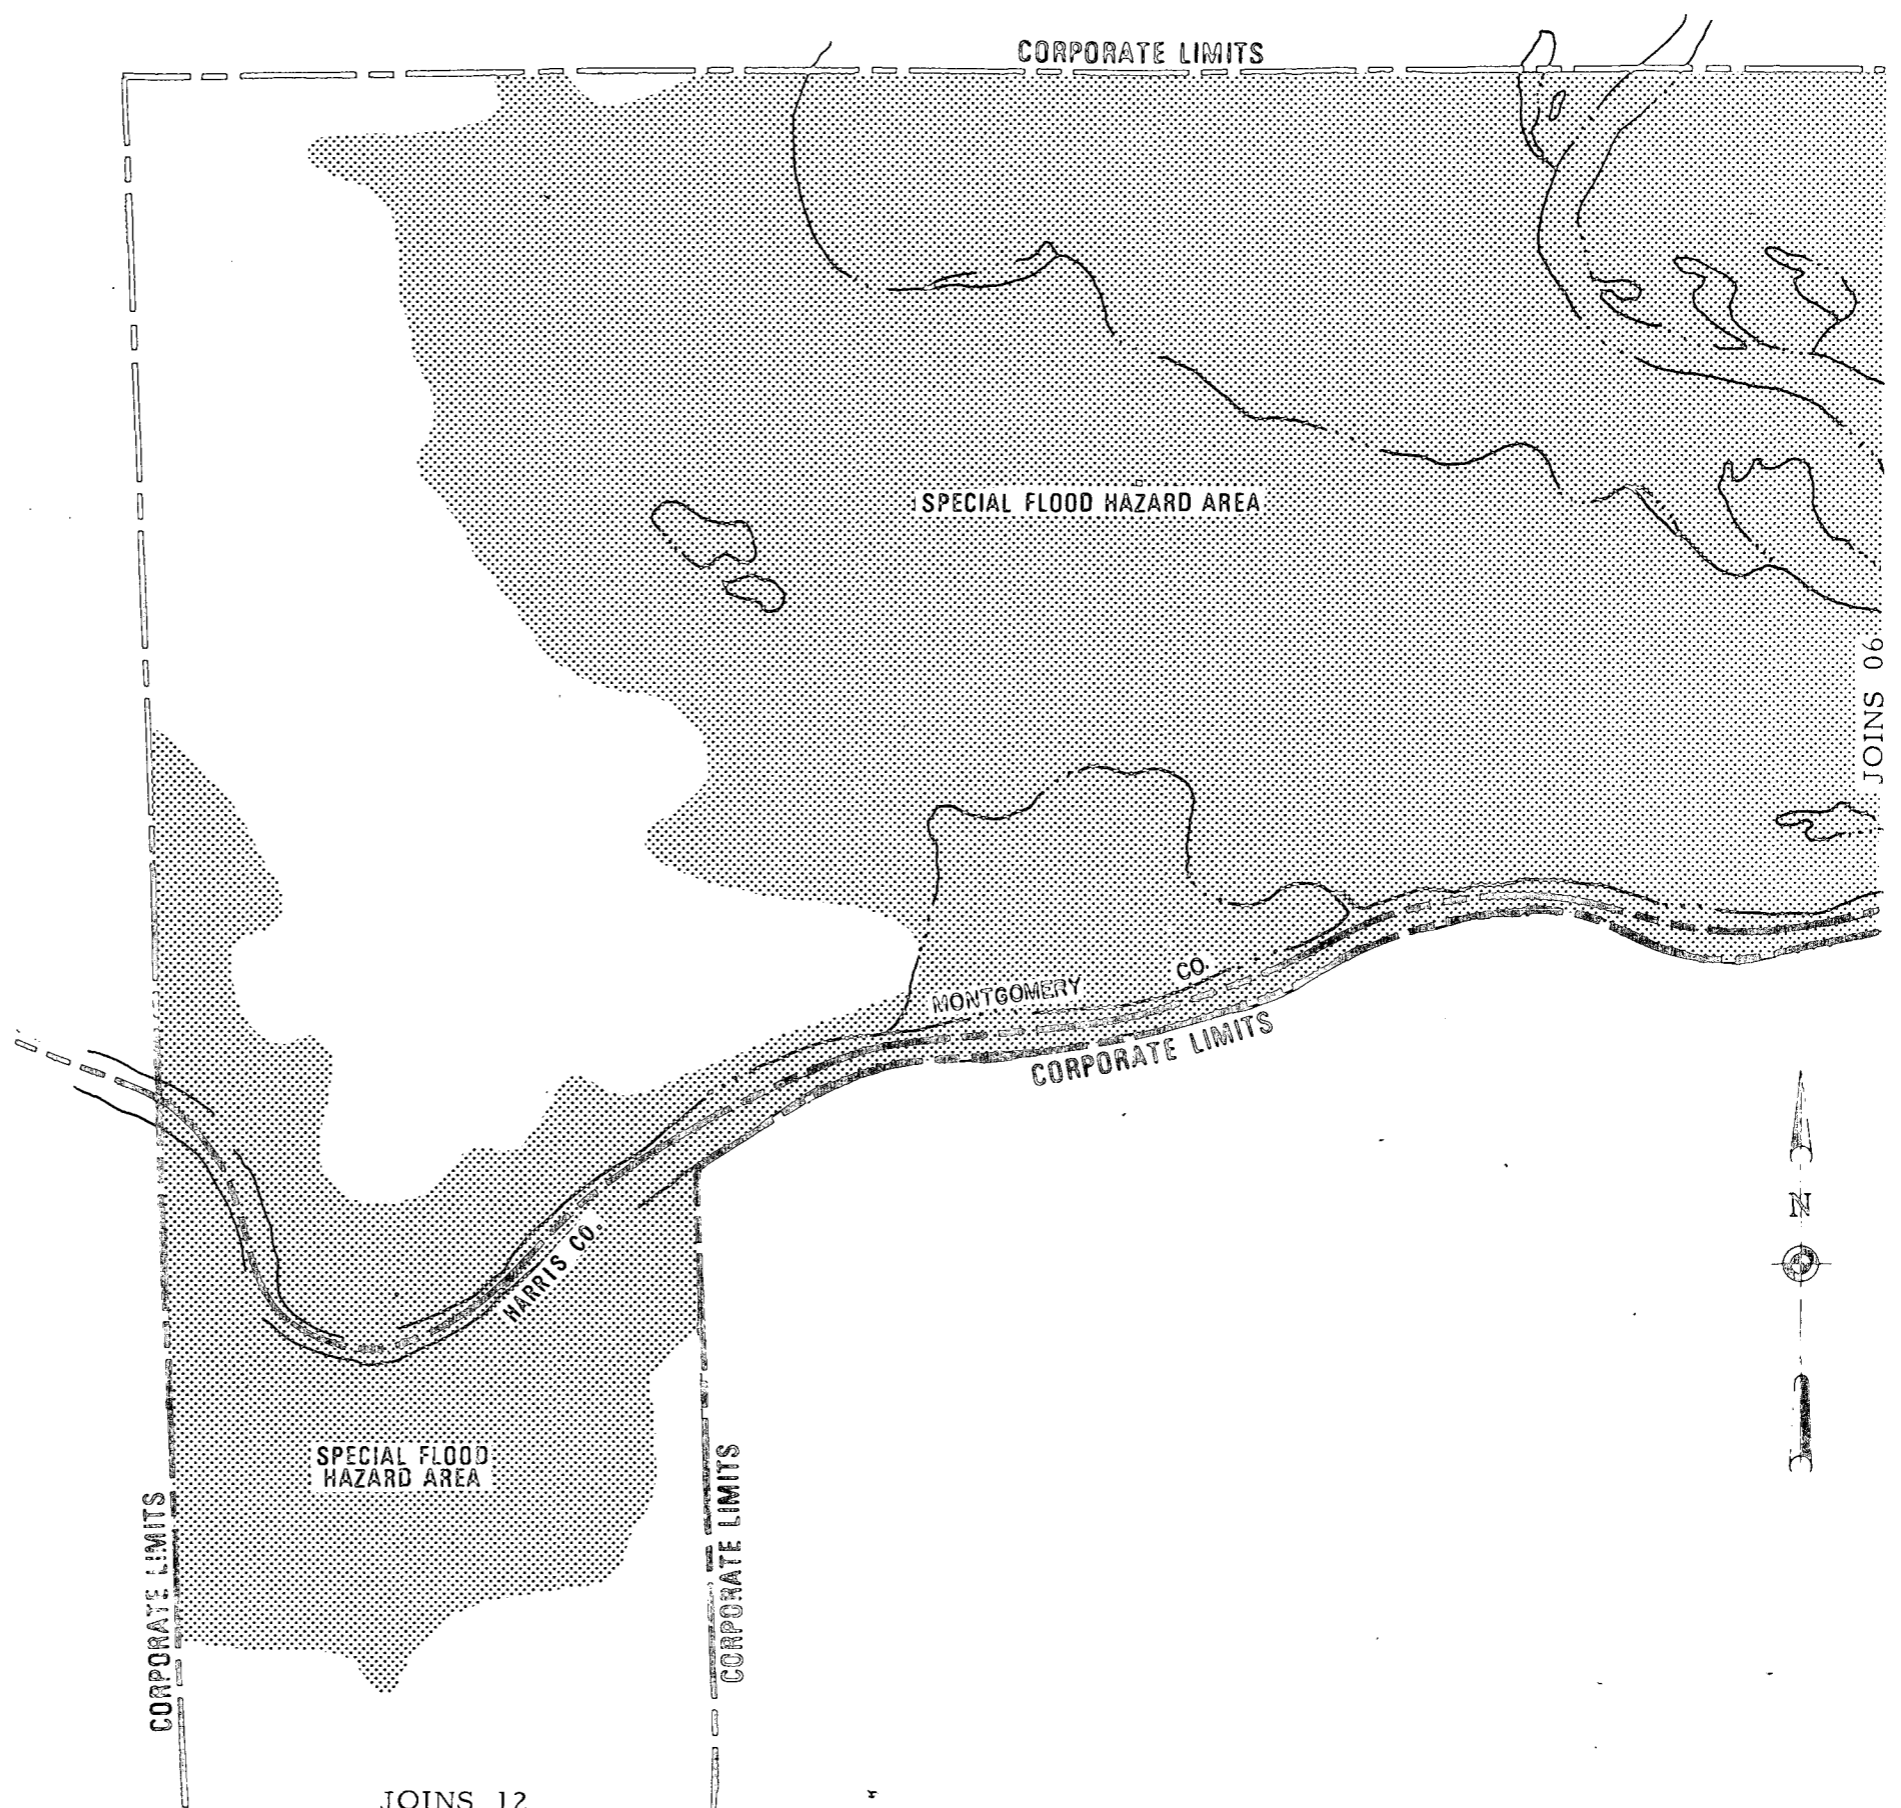 CORPORATE LIMITS
SPECIAL FLOOD HAZARD AREA
JOINS 06
MONTGOMERY CO.
CORPORATE LIMITS
N
HARRIS CO.
SPECIAL FLOOD
HAZARD AREA
CORPORATE LIMITS
CORPORATE LIMITS
JOINS 12